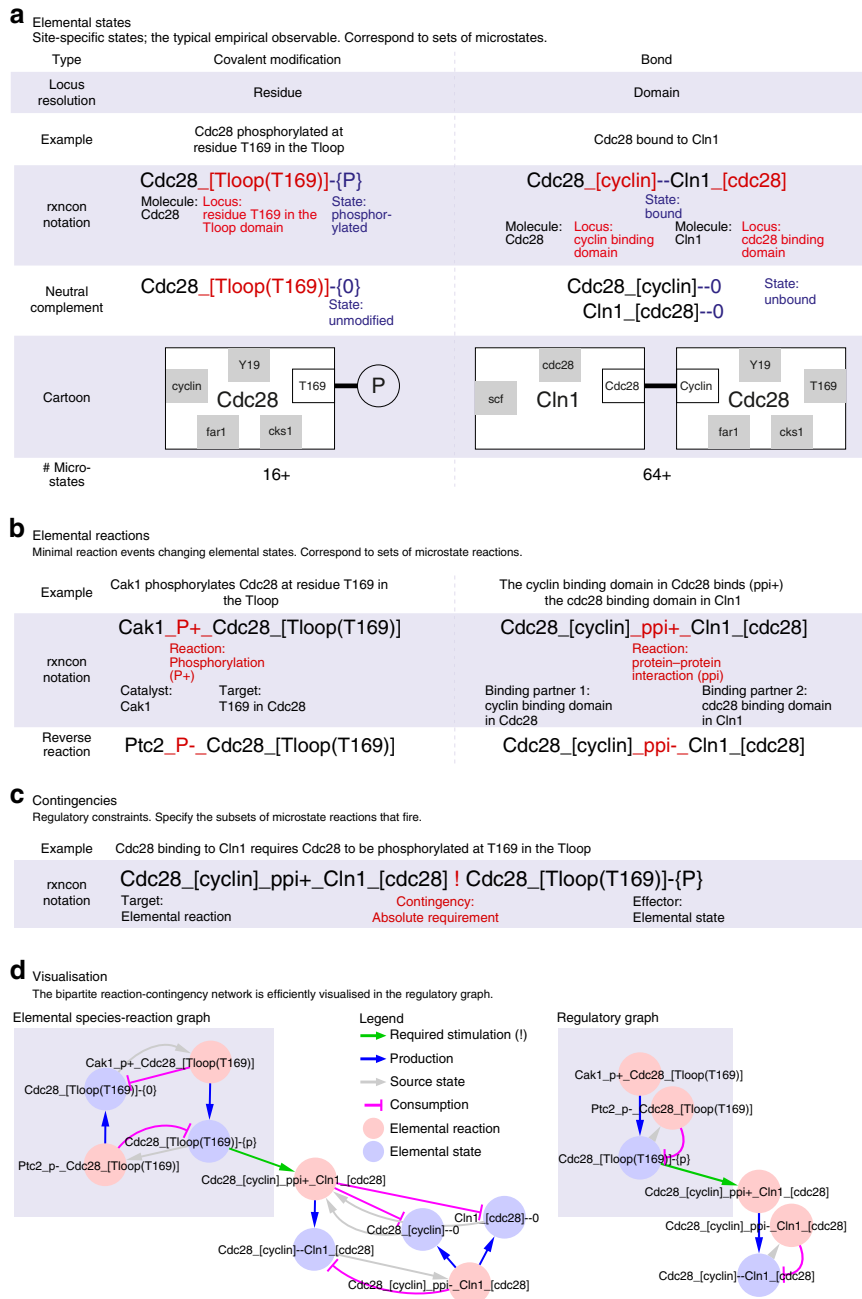 a
Elemental states
Site-specific states; the typical empirical observable. Correspond to sets of microstates.
Type
Covalent modification
Bond
Locus
resolution
Residue
Domain
Example
Cdc28 phosphorylated at
residue T169 in the Tloop
Cdc28 bound to Cln1
rxncon
notation
Cdc28_[Tloop(T169)]-{P}
Molecule:
Cdc28
Locus:
residue T169 in the
Tloop domain
State:
phosphor-
ylated
Cdc28_[cyclin]--Cln1_[cdc28]
State:
bound
Molecule:
Cdc28
Locus:
cyclin binding
domain
Molecule:
Cln1
Locus:
cdc28 binding
domain
Neutral
complement
Cdc28_[Tloop(T169)]-{0}
State:
unmodified
Cdc28_[cyclin]--0
Cln1_[cdc28]--0
State:
unbound
Cartoon
Y19
cyclin
T169
P
Cdc28
far1
cks1
cdc28
scf
Cln1
Cdc28
Cyclin
Y19
T169
Cdc28
far1
cks1
# Micro-
states
16+
64+
b
Elemental reactions
Minimal reaction events changing elemental states. Correspond to sets of microstate reactions.
Example
Cak1 phosphorylates Cdc28 at residue T169 in
the Tloop
The cyclin binding domain in Cdc28 binds (ppi+)
the cdc28 binding domain in Cln1
rxncon
notation
Cak1_P+_Cdc28_[Tloop(T169)]
Reaction:
Phosphorylation
(P+)
Catalyst:
Cak1
Target:
T169 in Cdc28
Cdc28_[cyclin]_ppi+_Cln1_[cdc28]
Reaction:
protein–protein
interaction (ppi)
Binding partner 1:
cyclin binding domain
in Cdc28
Binding partner 2:
cdc28 binding domain
in Cln1
Reverse
reaction
Ptc2_P-_Cdc28_[Tloop(T169)]
Cdc28_[cyclin]_ppi-_Cln1_[cdc28]
c
Contingencies
Regulatory constraints. Specify the subsets of microstate reactions that fire.
Example
Cdc28 binding to Cln1 requires Cdc28 to be phosphorylated at T169 in the Tloop
rxncon
notation
Cdc28_[cyclin]_ppi+_Cln1_[cdc28] ! Cdc28_[Tloop(T169)]-{P}
Target:
Elemental reaction
Contingency:
Absolute requirement
Effector:
Elemental state
d
Visualisation
The bipartite reaction-contingency network is efficiently visualised in the regulatory graph.
Elemental species-reaction graph
Cak1_p+_Cdc28_[Tloop(T169)]
Cdc28_[Tloop(T169)]-{0}
Cdc28_[Tloop(T169)]-{p}
Ptc2_p-_Cdc28_[Tloop(T169)]
Cdc28_[cyclin]_ppi+_Cln1_[cdc28]
Cln1_[cdc28]--0
Cdc28_[cyclin]--0
Cdc28_[cyclin]--Cln1_[cdc28]
Cdc28_[cyclin]_ppi-_Cln1_[cdc28]
Legend
Required stimulation (!)
Production
Source state
Consumption
Elemental reaction
Elemental state
Regulatory graph
Cak1_p+_Cdc28_[Tloop(T169)]
Ptc2_p-_Cdc28_[Tloop(T169)]
Cdc28_[Tloop(T169)]-{p}
Cdc28_[cyclin]_ppi+_Cln1_[cdc28]
Cdc28_[cyclin]_ppi-_Cln1_[cdc28]
Cdc28_[cyclin]--Cln1_[cdc28]